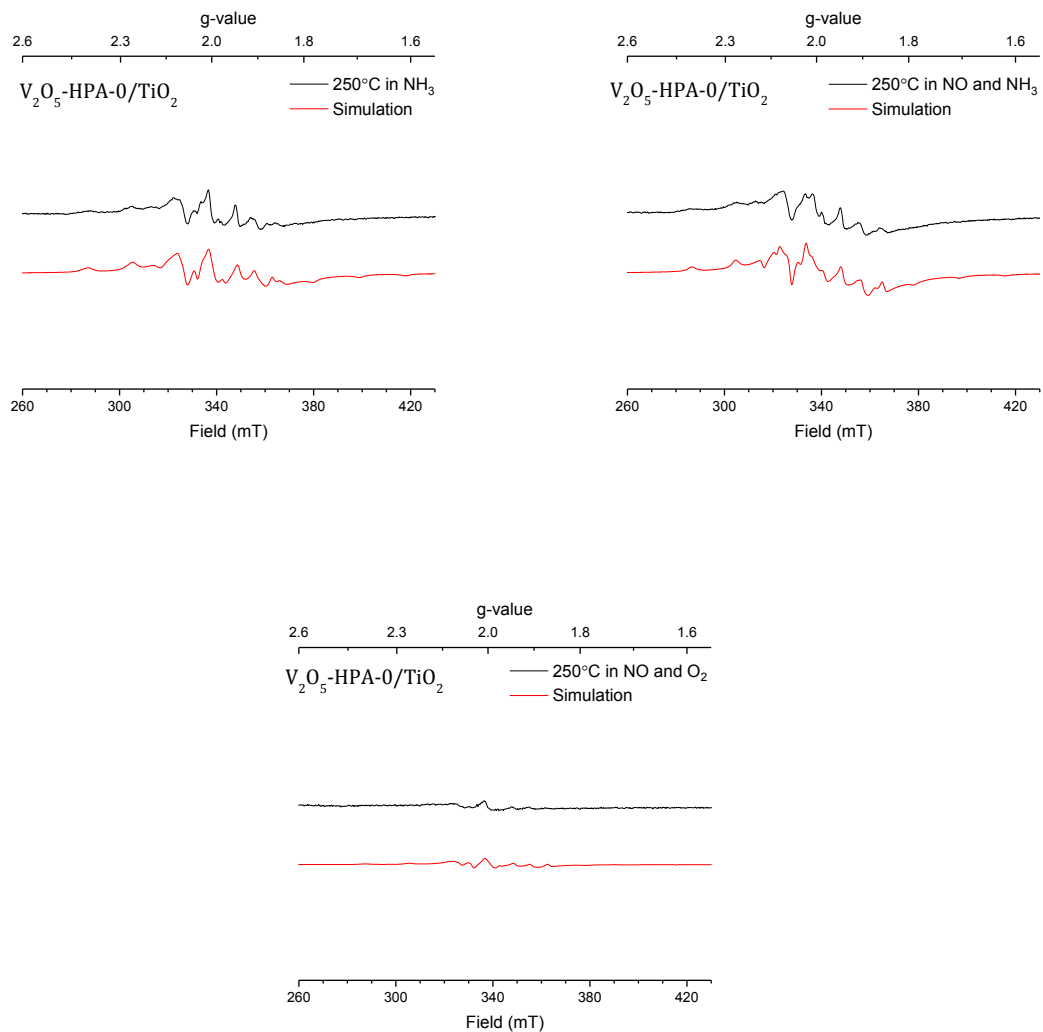 g-value
2.6 2.3 2.0 1.8 1.6
V₂O₅-HPA-0/TiO₂
250°C in NH₃
Simulation
260 300 340 380 420
Field (mT)
g-value
2.6 2.3 2.0 1.8 1.6
V₂O₅-HPA-0/TiO₂
250°C in NO and NH₃
Simulation
260 300 340 380 420
Field (mT)
g-value
2.6 2.3 2.0 1.8 1.6
V₂O₅-HPA-0/TiO₂
250°C in NO and O₂
Simulation
260 300 340 380 420
Field (mT)